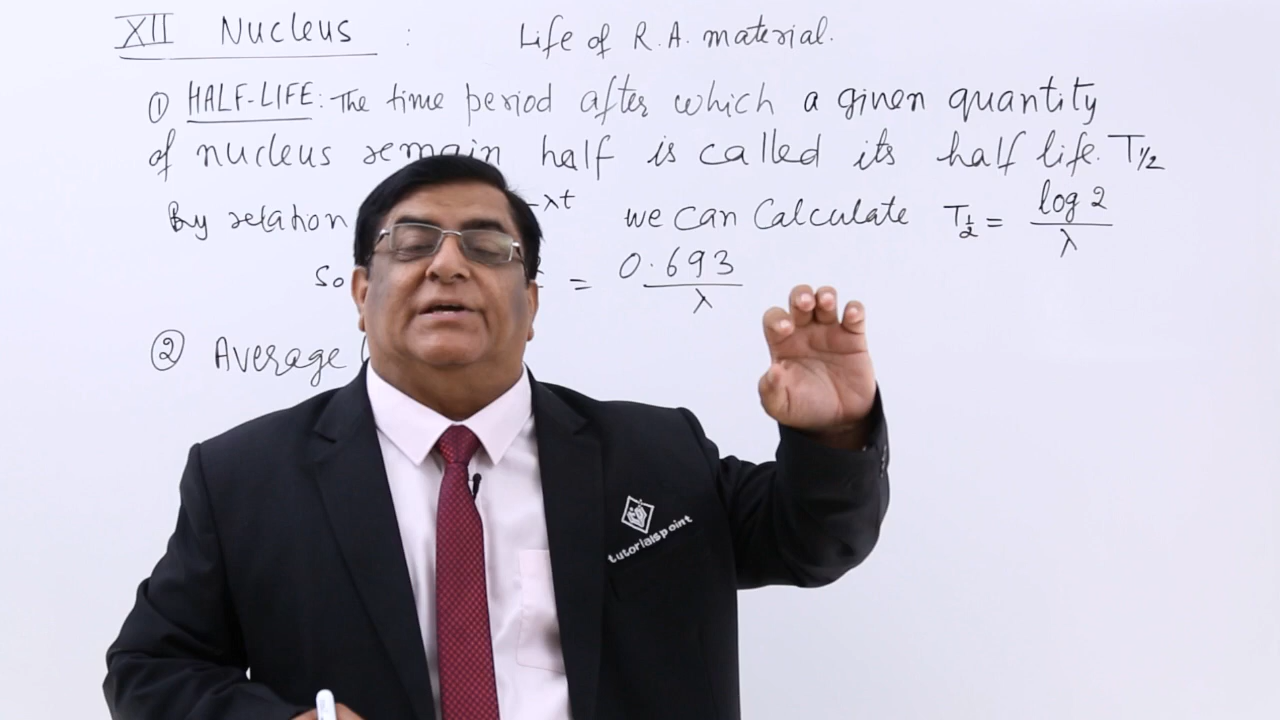 XII Nucleus : Life of R.A. material.
① HALF-LIFE: The time period after which a given quantity
of nucleus remain half is called its half life. T1/2
By relation -λt we can Calculate T1/2 = log 2 / λ
So = 0.693 / λ
② Average
tutorialspoint